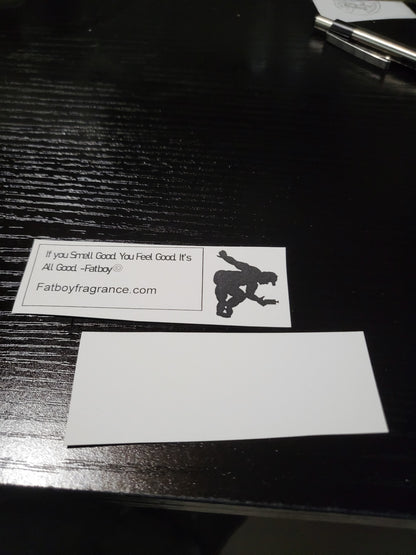 If you Smell Good. You Feel Good. It's
All Good. -Fatboy©
Fatboyfragrance.com